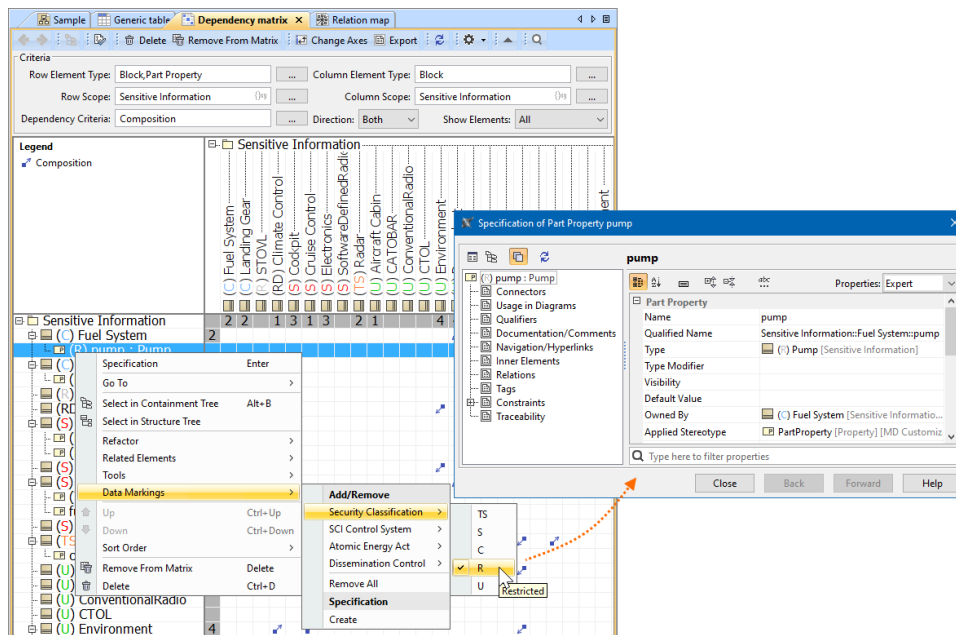 Sample
Generic table
Dependency matrix
Relation map
Delete
Remove From Matrix
Change Axes
Export
Criteria
Row Element Type: Block,Part Property ...
Column Element Type: Block ...
Row Scope: Sensitive Information ...
Column Scope: Sensitive Information ...
Dependency Criteria: Composition ...
Direction: Both
Show Elements: All
Legend
Composition
Sensitive Information
(C) Fuel System
(C) Landing Gear
(R) STOVL
(RD) Climate Control
(S) Cockpit
(S) Cruise Control
(S) Electronics
(S) SoftwareDefinedRadio
(TS) Radar
(U) Aircraft Cabin
(U) CATOBAR
(U) ConventionalRadio
(U) CTOL
(U) Environment
Sensitive Information 2 2 1 3 1 3 2 1 4
(C) Fuel System 2
(R) pump : Pump
(C)
(
(R)
(RD
(S)
(
(
(S)
(S)
(
f
(S)
(TS
(U)
(U)
(U) ConventionalRadio
(U) CTOL
(U) Environment 4
Specification Enter
Go To
Select in Containment Tree Alt+B
Select in Structure Tree
Refactor
Related Elements
Tools
Data Markings
Up Ctrl+Up
Down Ctrl+Down
Sort Order
Remove From Matrix Delete
Delete Ctrl+D
Add/Remove
Security Classification
SCI Control System
Atomic Energy Act
Dissemination Control
Remove All
Specification
Create
TS
S
C
R
U
Restricted
Specification of Part Property pump
(R) pump : Pump
Connectors
Usage in Diagrams
Qualifiers
Documentation/Comments
Navigation/Hyperlinks
Inner Elements
Relations
Tags
Constraints
Traceability
pump
Properties: Expert
Part Property
Name pump
Qualified Name Sensitive Information::Fuel System::pump
Type (R) Pump [Sensitive Information]
Type Modifier
Visibility
Default Value
Owned By (C) Fuel System [Sensitive Informatio...
Applied Stereotype PartProperty [Property] [MD Customiz
Type here to filter properties
Close
Back
Forward
Help